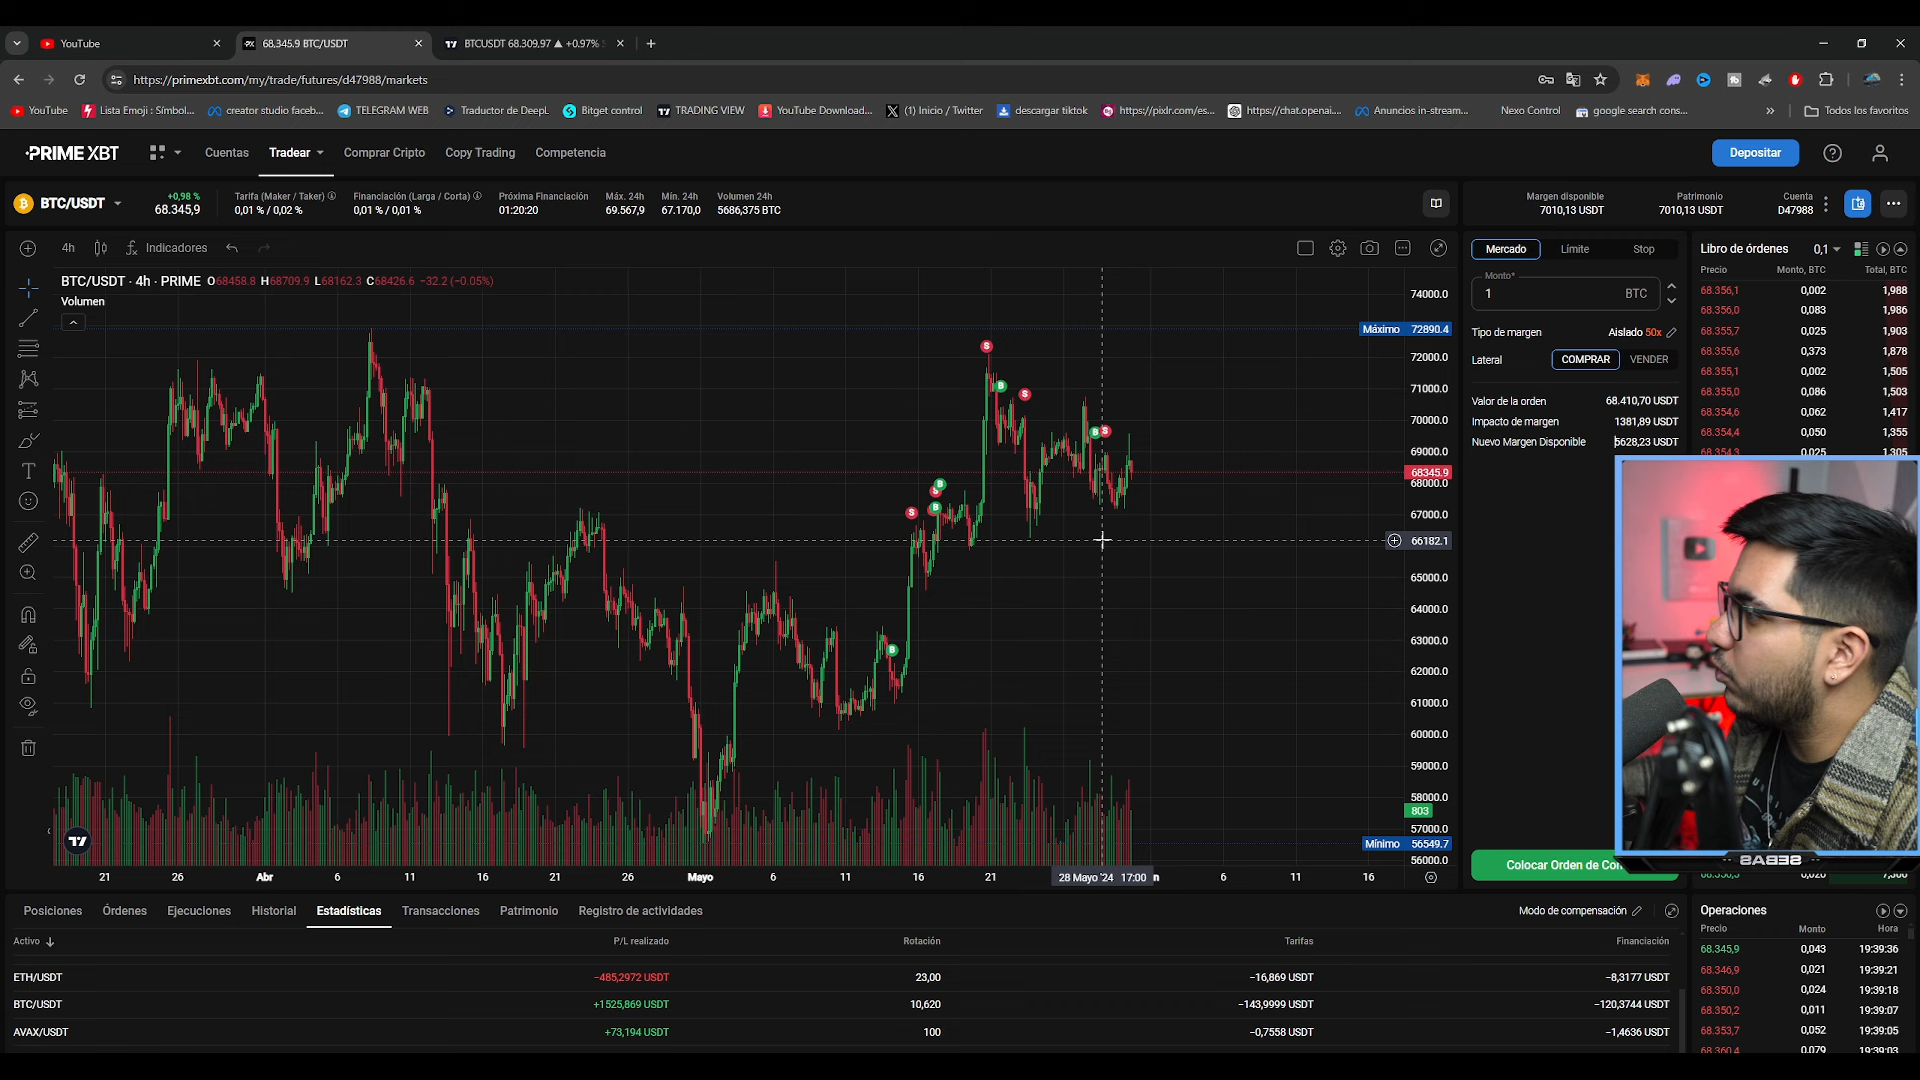 YouTube
68.345.9 BTC/USDT
BTCUSDT 68.309,97 ▲ +0.97%
https://primexbt.com/my/trade/futures/d47988/markets
YouTube
Lista Emoji : Símbol...
creator studio faceb...
TELEGRAM WEB
Traductor de DeepL
Bitget control
TRADING VIEW
YouTube Download...
(1) Inicio / Twitter
descargar tiktok
https://pixlr.com/es...
https://chat.openai....
Anuncios in-stream...
Nexo Control
google search cons...
Todos los favoritos
PRIME XBT
Cuentas
Tradear
Comprar Cripto
Copy Trading
Competencia
Depositar
BTC/USDT
+0,98 %
68.345,9
Tarifa (Maker / Taker)
0,01 % / 0,02 %
Financiación (Larga / Corta)
0,01 % / 0,01 %
Próxima Financiación
01:20:20
Máx. 24h
69.567,9
Mín. 24h
67.170,0
Volumen 24h
5686,375 BTC
Margen disponible
7010,13 USDT
Patrimonio
7010,13 USDT
Cuenta
D47988
4h
Indicadores
BTC/USDT · 4h · PRIME O68458.8 H68709.9 L68162.3 C68426.6 −32.2 (−0.05%)
Volumen
S
B
S
B
S
B
S
B
S
B
74000.0
Máximo 72890.4
72000.0
71000.0
70000.0
69000.0
68345.9
68000.0
67000.0
66182.1
65000.0
64000.0
63000.0
62000.0
61000.0
60000.0
59000.0
58000.0
803
57000.0
Mínimo 56549.7
56000.0
21
26
Abr
6
11
16
21
26
Mayo
6
11
16
21
28 Mayo '24 17:00
n
6
11
16
Mercado
Límite
Stop
Monto*
1
BTC
Tipo de margen
Aislado 50x
Lateral
COMPRAR
VENDER
Valor de la orden
68.410,70 USDT
Impacto de margen
1381,89 USDT
Nuevo Margen Disponible
5628,23 USDT
Colocar Orden de Con
SEBAS
Libro de órdenes
0,1
Precio
Monto, BTC
Total, BTC
68.356,1 0,002 1,988
68.356,0 0,083 1,986
68.355,7 0,025 1,903
68.355,6 0,373 1,878
68.355,1 0,002 1,505
68.355,0 0,086 1,503
68.354,6 0,062 1,417
68.354,4 0,050 1,355
68.354,3 0,025 1,305
Posiciones
Órdenes
Ejecuciones
Historial
Estadísticas
Transacciones
Patrimonio
Registro de actividades
Modo de compensación
Activo
P/L realizado
Rotación
Tarifas
Financiación
ETH/USDT −485,2972 USDT 23,00 −16,869 USDT −8,3177 USDT
BTC/USDT +1525,869 USDT 10,620 −143,9999 USDT −120,3744 USDT
AVAX/USDT +73,194 USDT 100 −0,7558 USDT −1,4636 USDT
Operaciones
Precio
Monto
Hora
68.345,9 0,043 19:39:36
68.346,9 0,021 19:39:21
68.350,0 0,024 19:39:18
68.350,2 0,011 19:39:07
68.353,7 0,052 19:39:05
68.360,4 0,079 19:39:03